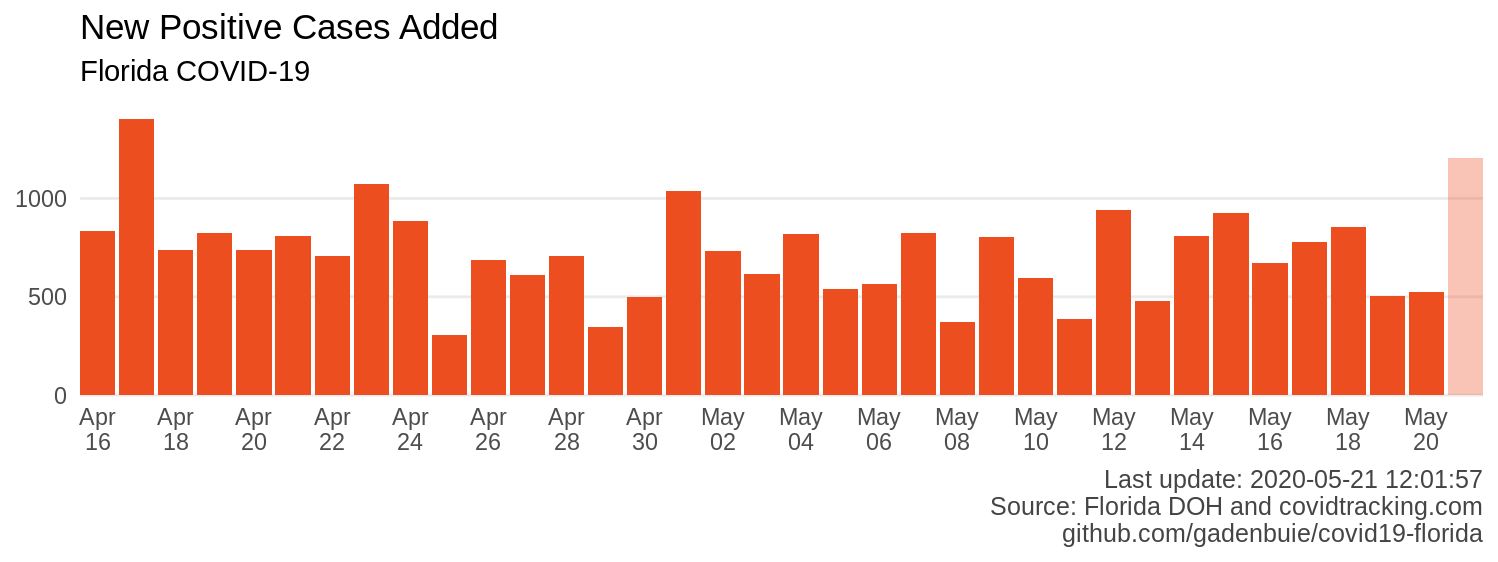 New Positive Cases Added
Florida COVID-19
1000
500
0
Apr Apr Apr Apr Apr Apr Apr Apr May May May May May May May May May May
16 18 20 22 24 26 28 30 02 04 06 08 10 12 14 16 18 20
Last update: 2020-05-21 12:01:57
Source: Florida DOH and covidtracking.com
github.com/gadenbuie/covid19-florida